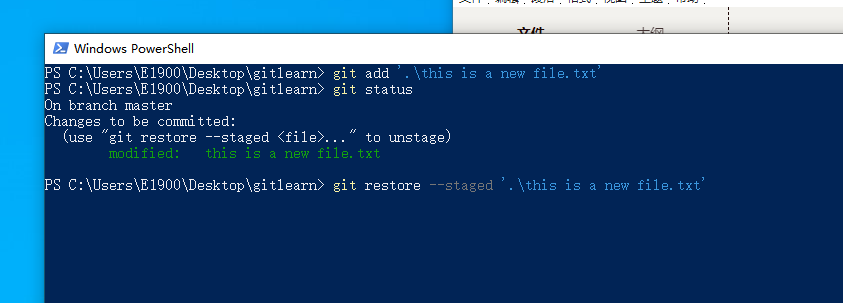 Windows PowerShell
PS C:\Users\E1900\Desktop\gitlearn> git add '.\this is a new file.txt'
PS C:\Users\E1900\Desktop\gitlearn> git status
On branch master
Changes to be committed:
  (use "git restore --staged <file>..." to unstage)
        modified:   this is a new file.txt
PS C:\Users\E1900\Desktop\gitlearn> git restore --staged '.\this is a new file.txt'